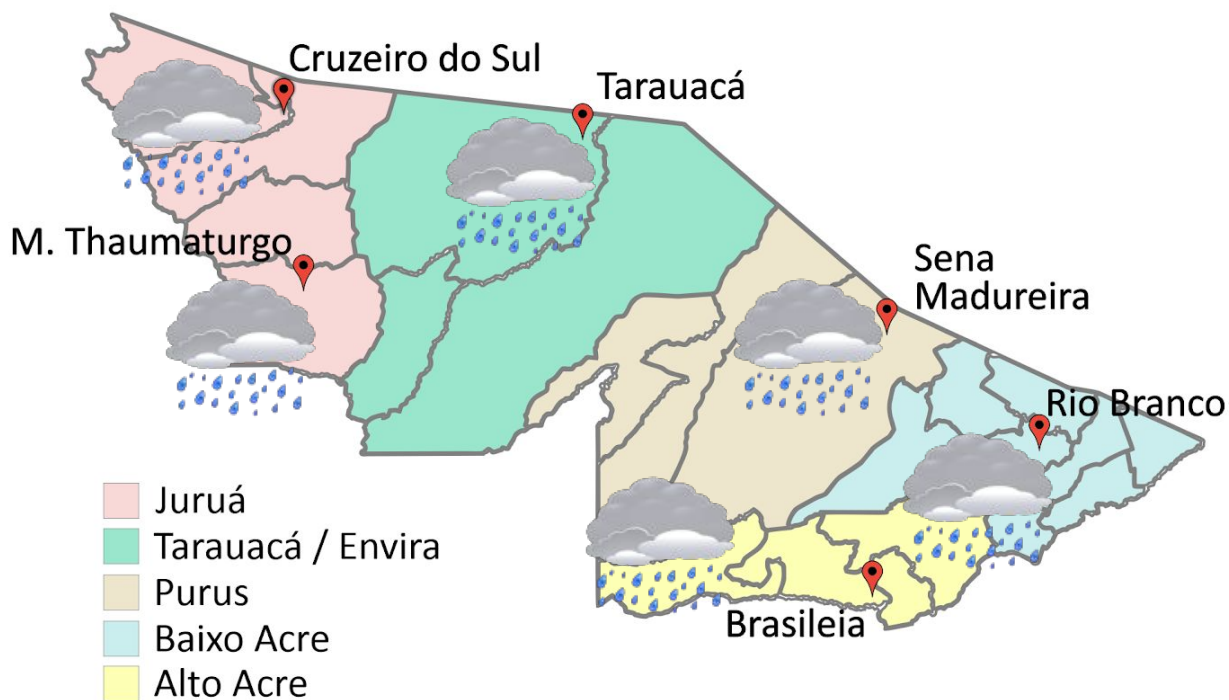 Cruzeiro do Sul
Tarauacá
M. Thaumaturgo
Sena
Madureira
Rio Branco
Brasileia
Juruá
Tarauacá / Envira
Purus
Baixo Acre
Alto Acre